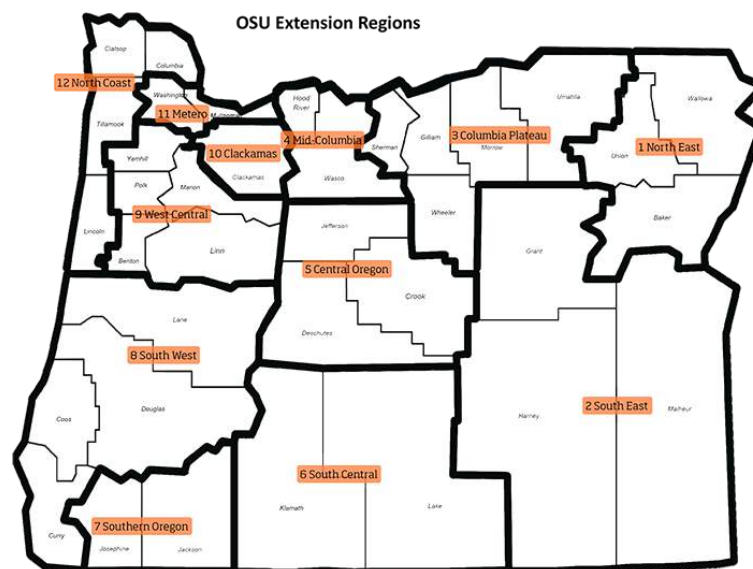 OSU Extension Regions
Clatsop
Columbia
12 North Coast
Washington
11 Metero
Tillamook
Hood
River
4 Mid-Columbia
Sherman
Gilliam
Morrow
Umatilla
3 Columbia Plateau
Wallowa
1 North East
Union
10 Clackamas
Clackamas
Wasco
Yamhill
Polk
Marion
9 West Central
Lincoln
Benton
Linn
Jefferson
Wheeler
Grant
Baker
5 Central Oregon
Crook
Deschutes
Lane
8 South West
Douglas
Coos
Harney
2 South East
Malheur
6 South Central
Klamath
Lake
Curry
7 Southern Oregon
Josephine
Jackson